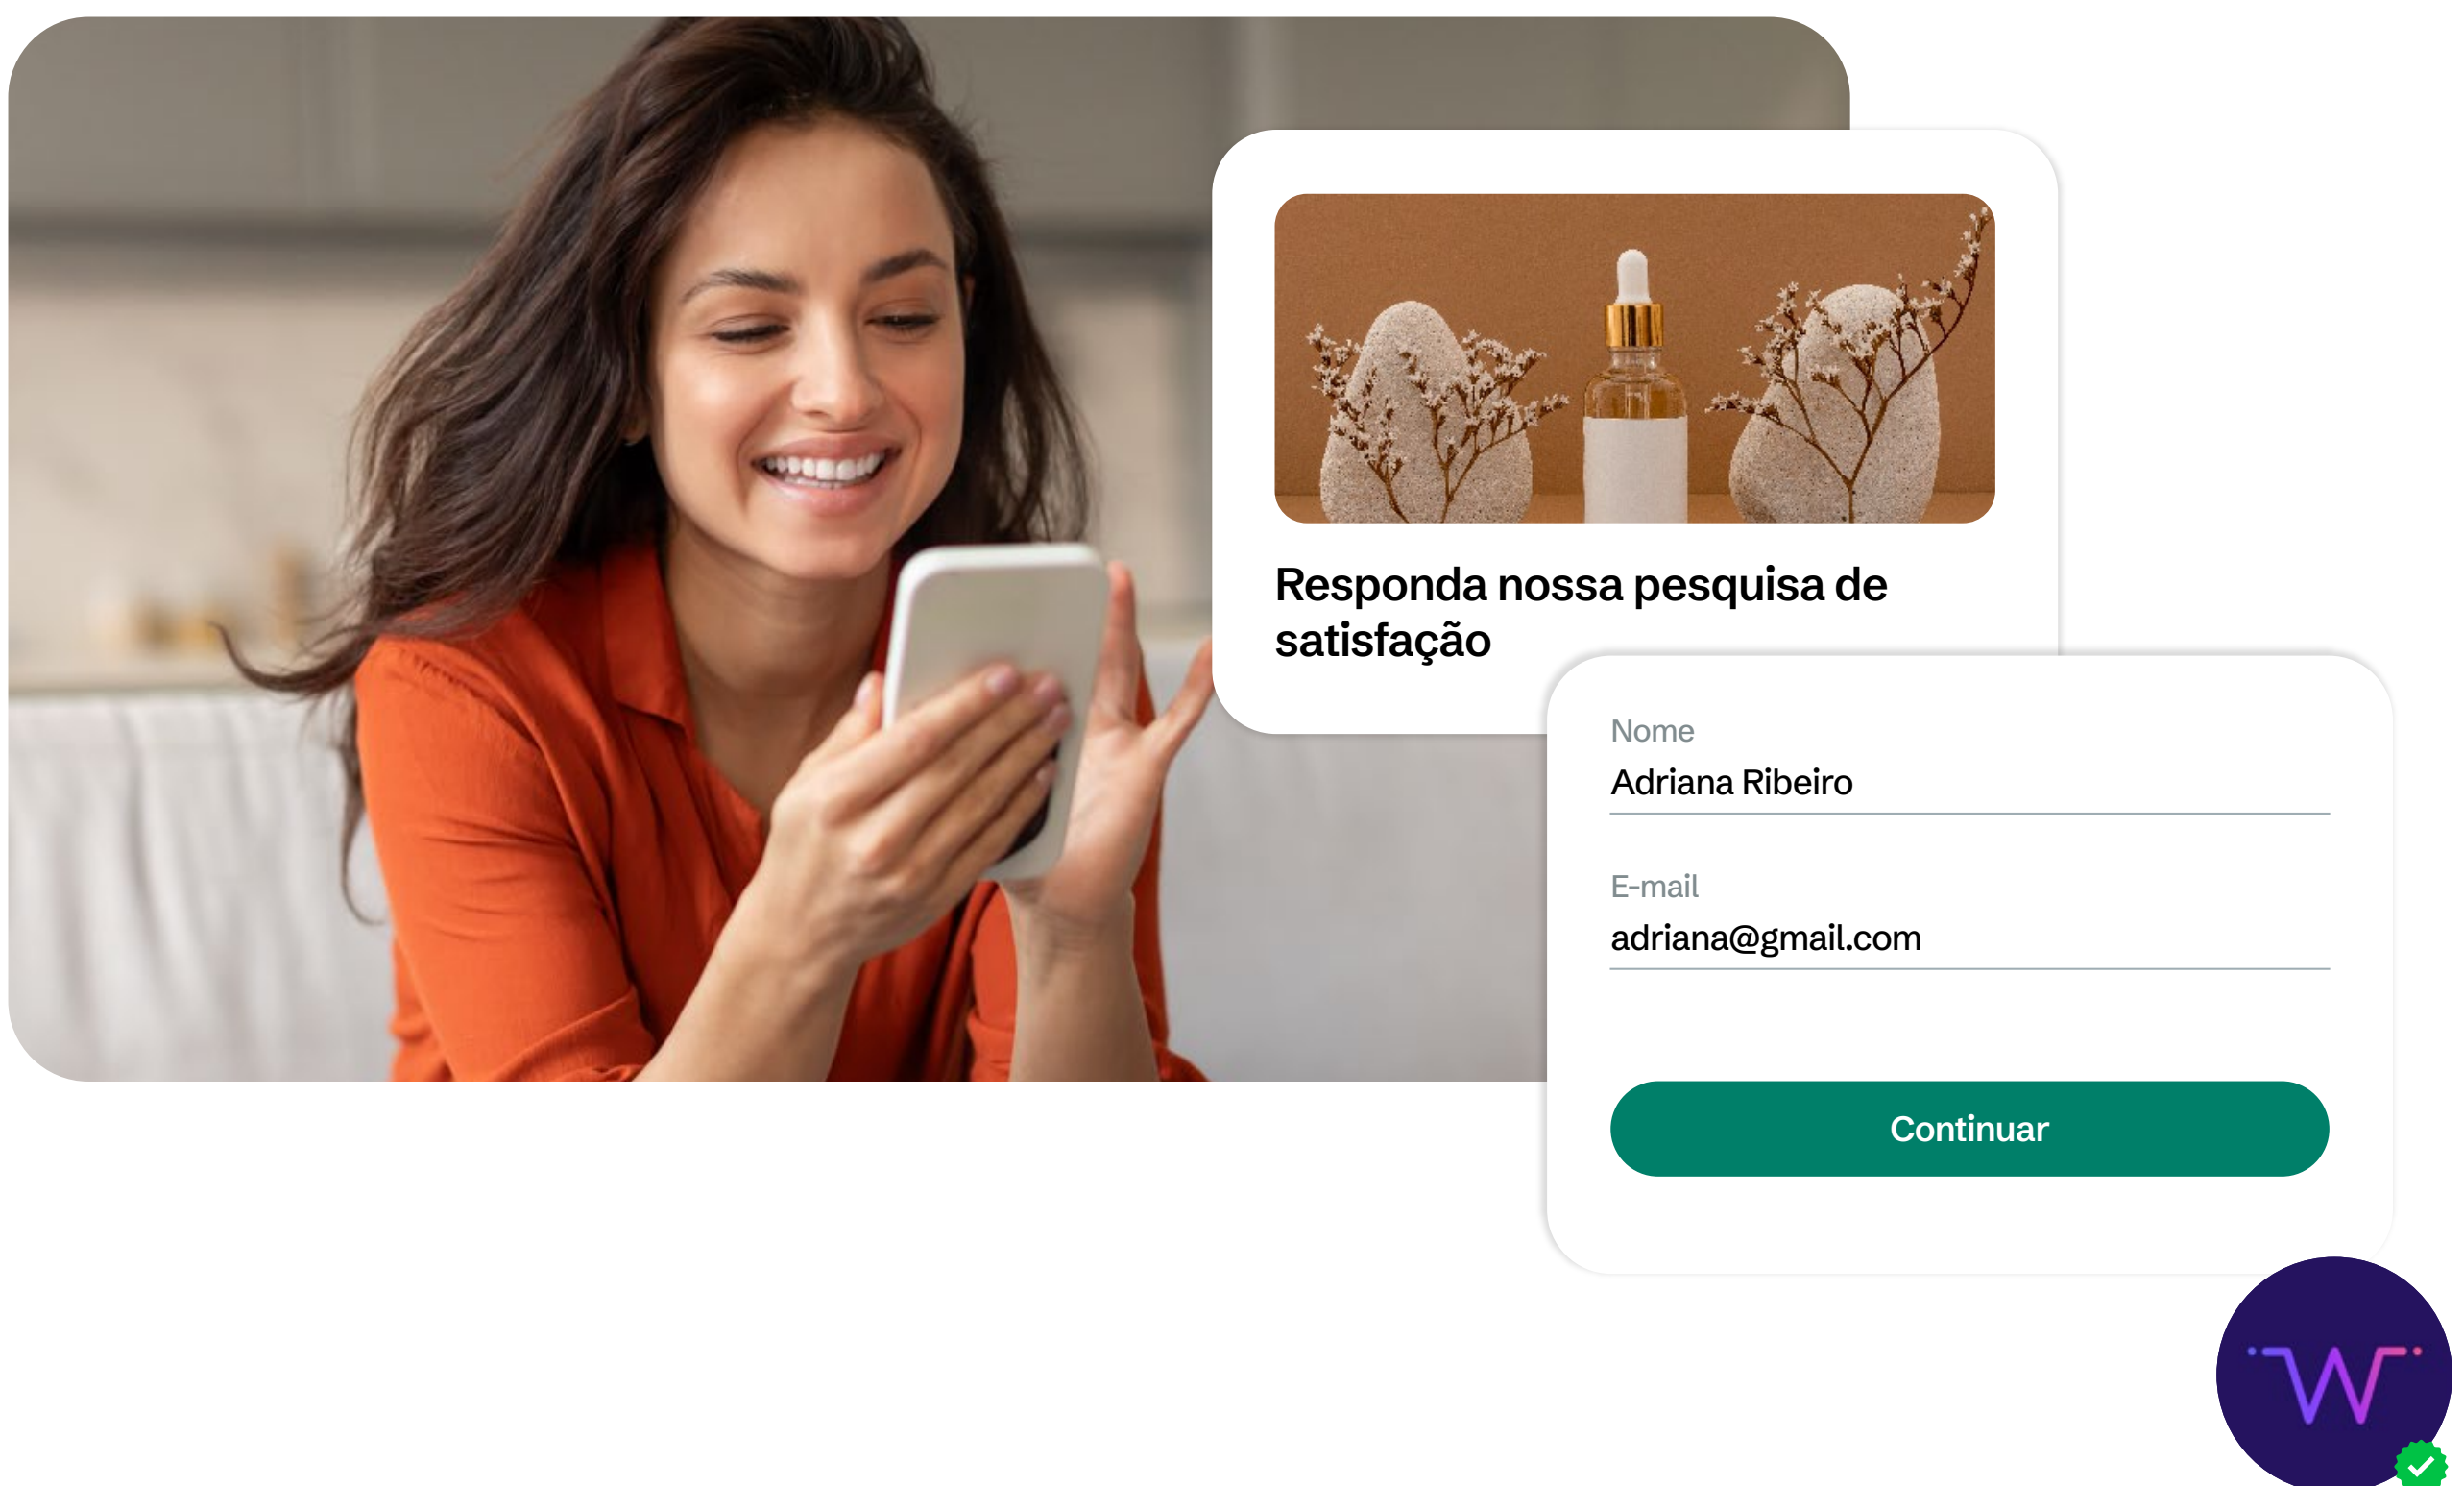 Responda nossa pesquisa de
satisfação
Nome
Adriana Ribeiro
E-mail
adriana@gmail.com
Continuar
W